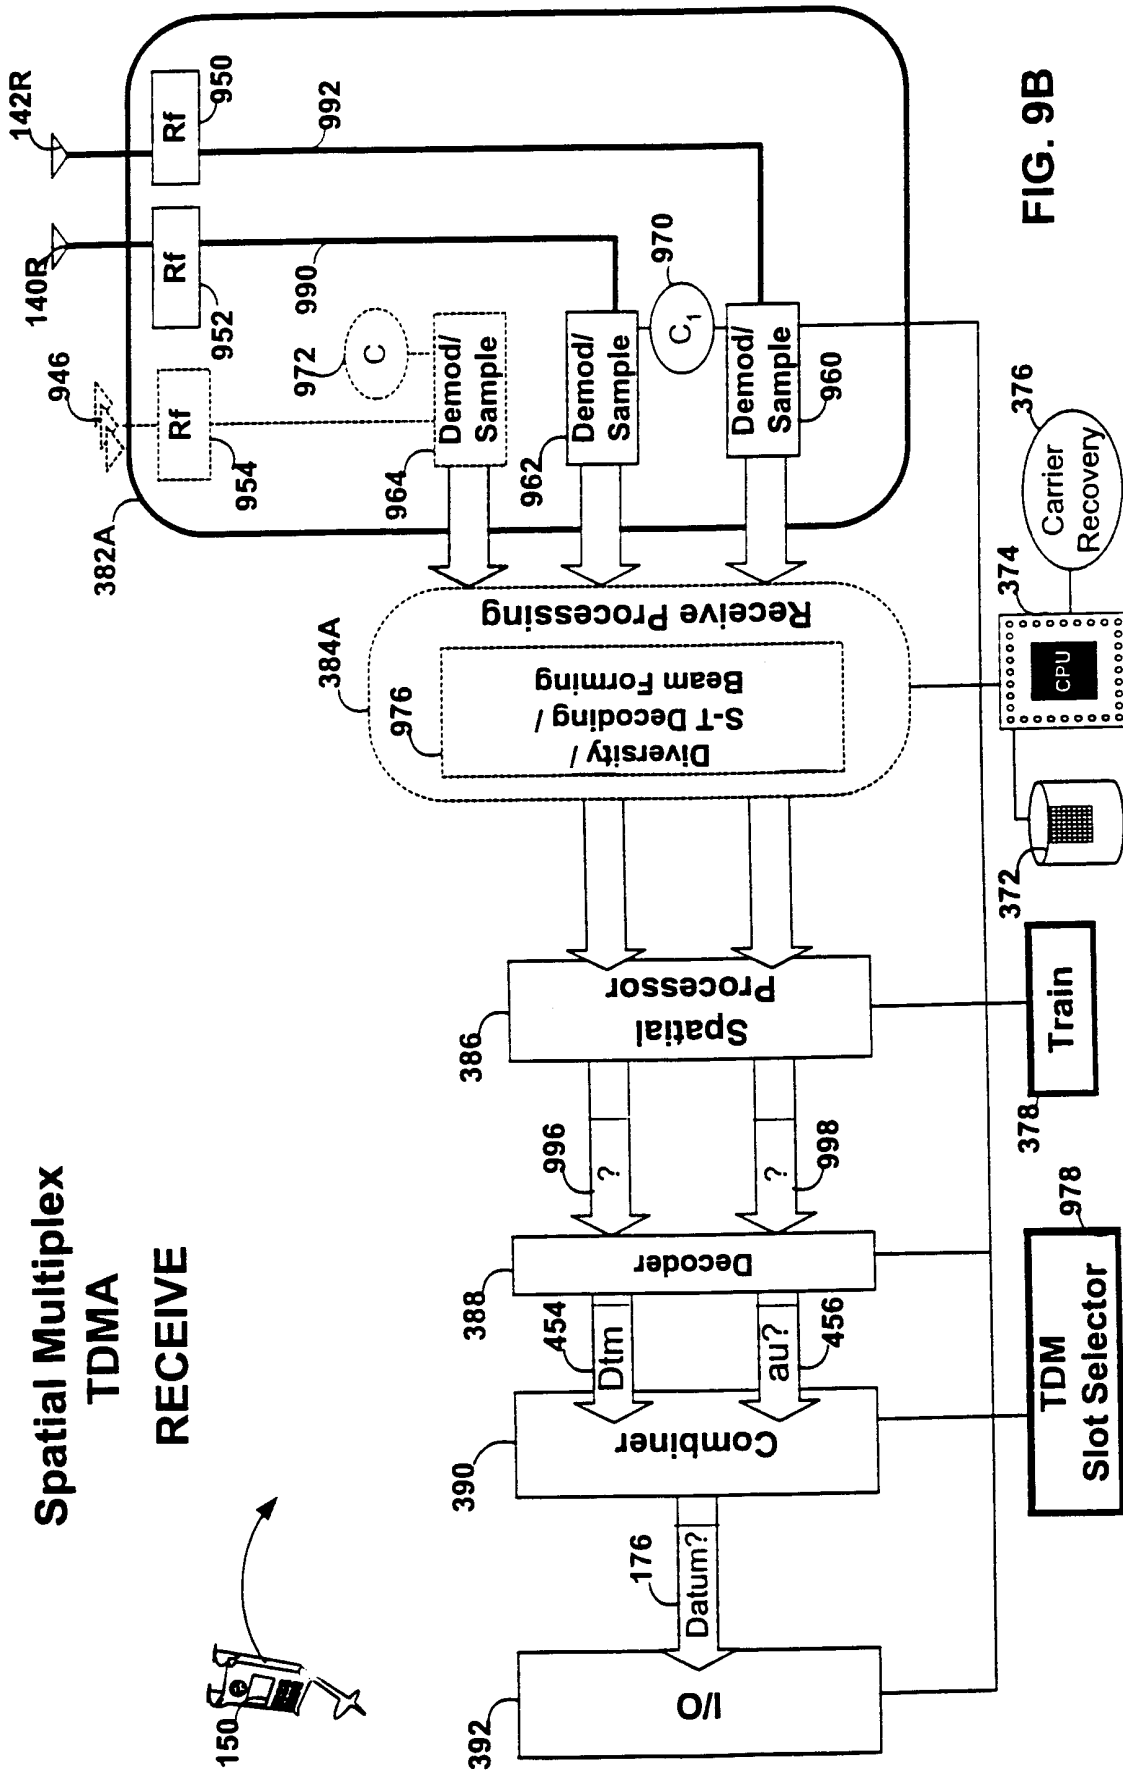 Spatial Multiplex
TDMA
RECEIVE
150
392
I/O
176
Datum?
390
Combiner
454
Dtm
au?
456
388
Decoder
996
?
?
998
386
Spatial
Processor
384A
976
Diversity /
S-T Decoding /
Beam Forming
Receive Processing
382A
946
Rf
954
140R
Rf
952
142R
Rf
950
992
990
972
C
964
Demod/
Sample
962
Demod/
Sample
C1
970
Demod/
Sample
960
TDM
Slot Selector
978
Train
378
372
CPU
374
Carrier
Recovery
376
FIG. 9B